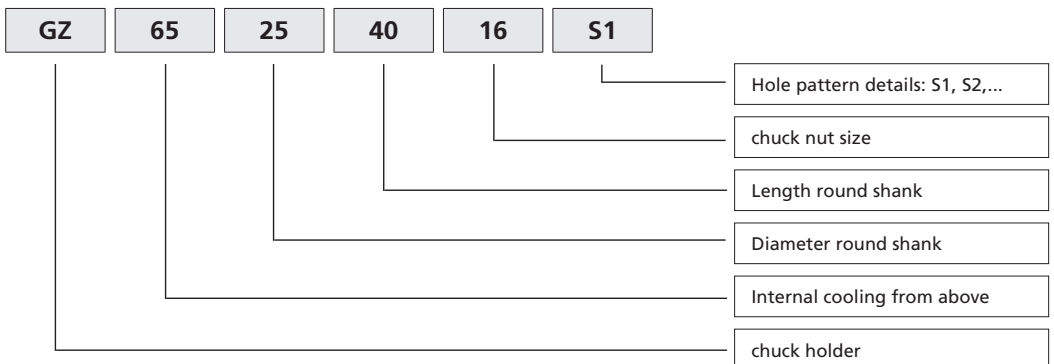 GZ 65 25 40 16 S1
Hole pattern details: S1, S2,...
chuck nut size
Length round shank
Diameter round shank
Internal cooling from above
chuck holder